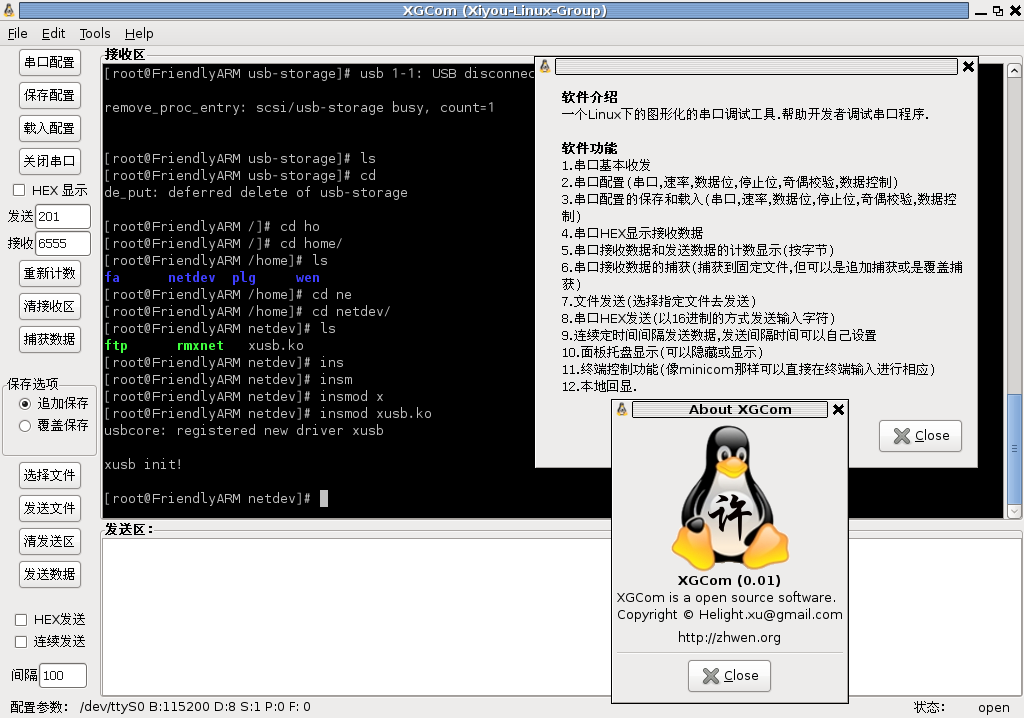 XGCom (Xiyou-Linux-Group)
File Edit Tools Help
串口配置
保存配置
载入配置
关闭串口
HEX 显示
发送 201
接收 6555
重新计数
清接收区
捕获数据
保存选项
追加保存
覆盖保存
选择文件
发送文件
清发送区
发送数据
HEX发送
连续发送
间隔 100
接收区
[root@FriendlyARM usb-storage]# usb 1-1: USB disconnec
remove_proc_entry: scsi/usb-storage busy, count=1
[root@FriendlyARM usb-storage]# ls
[root@FriendlyARM usb-storage]# cd
de_put: deferred delete of usb-storage
[root@FriendlyARM /]# cd ho
[root@FriendlyARM /]# cd home/
[root@FriendlyARM /home]# ls
fa netdev plg wen
[root@FriendlyARM /home]# cd ne
[root@FriendlyARM /home]# cd netdev/
[root@FriendlyARM netdev]# ls
ftp rmxnet xusb.ko
[root@FriendlyARM netdev]# ins
[root@FriendlyARM netdev]# insm
[root@FriendlyARM netdev]# insmod x
[root@FriendlyARM netdev]# insmod xusb.ko
usbcore: registered new driver xusb
xusb init!
[root@FriendlyARM netdev]#
发送区:
软件介绍
一个Linux下的图形化的串口调试工具.帮助开发者调试串口程序.
软件功能
1.串口基本收发
2.串口配置(串口,速率,数据位,停止位,奇偶校验,数据控制)
3.串口配置的保存和载入(串口,速率,数据位,停止位,奇偶校验,数据控
制)
4.串口HEX显示接收数据
5.串口接收数据和发送数据的计数显示(按字节)
6.串口接收数据的捕获(捕获到固定文件,但可以是追加捕获或是覆盖捕
获)
7.文件发送(选择指定文件去发送)
8.串口HEX发送(以16进制的方式发送输入字符)
9.连续定时间间隔发送数据,发送间隔时间可以自己设置
10.面板托盘显示(可以隐藏或显示)
11.终端控制功能(像minicom那样可以直接在终端输入进行相应)
12.本地回显.
Close
About XGCom
许
XGCom (0.01)
XGCom is a open source software.
Copyright © Helight.xu@gmail.com
http://zhwen.org
Close
配置参数: /dev/ttyS0 B:115200 D:8 S:1 P:0 F: 0
状态: open